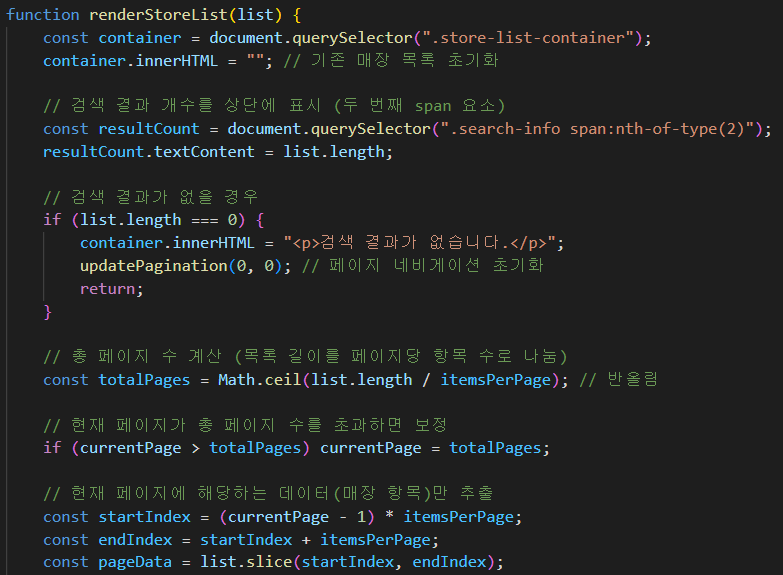 function renderStoreList(list) {
const container = document.querySelector(".store-list-container");
container.innerHTML = ""; // 기존 매장 목록 초기화
// 검색 결과 개수를 상단에 표시 (두 번째 span 요소)
const resultCount = document.querySelector(".search-info span:nth-of-type(2)");
resultCount.textContent = list.length;
// 검색 결과가 없을 경우
if (list.length === 0) {
container.innerHTML = "<p>검색 결과가 없습니다.</p>";
updatePagination(0, 0); // 페이지 네비게이션 초기화
return;
}
// 총 페이지 수 계산 (목록 길이를 페이지당 항목 수로 나눔)
const totalPages = Math.ceil(list.length / itemsPerPage); // 반올림
// 현재 페이지가 총 페이지 수를 초과하면 보정
if (currentPage > totalPages) currentPage = totalPages;
// 현재 페이지에 해당하는 데이터(매장 항목)만 추출
const startIndex = (currentPage - 1) * itemsPerPage;
const endIndex = startIndex + itemsPerPage;
const pageData = list.slice(startIndex, endIndex);